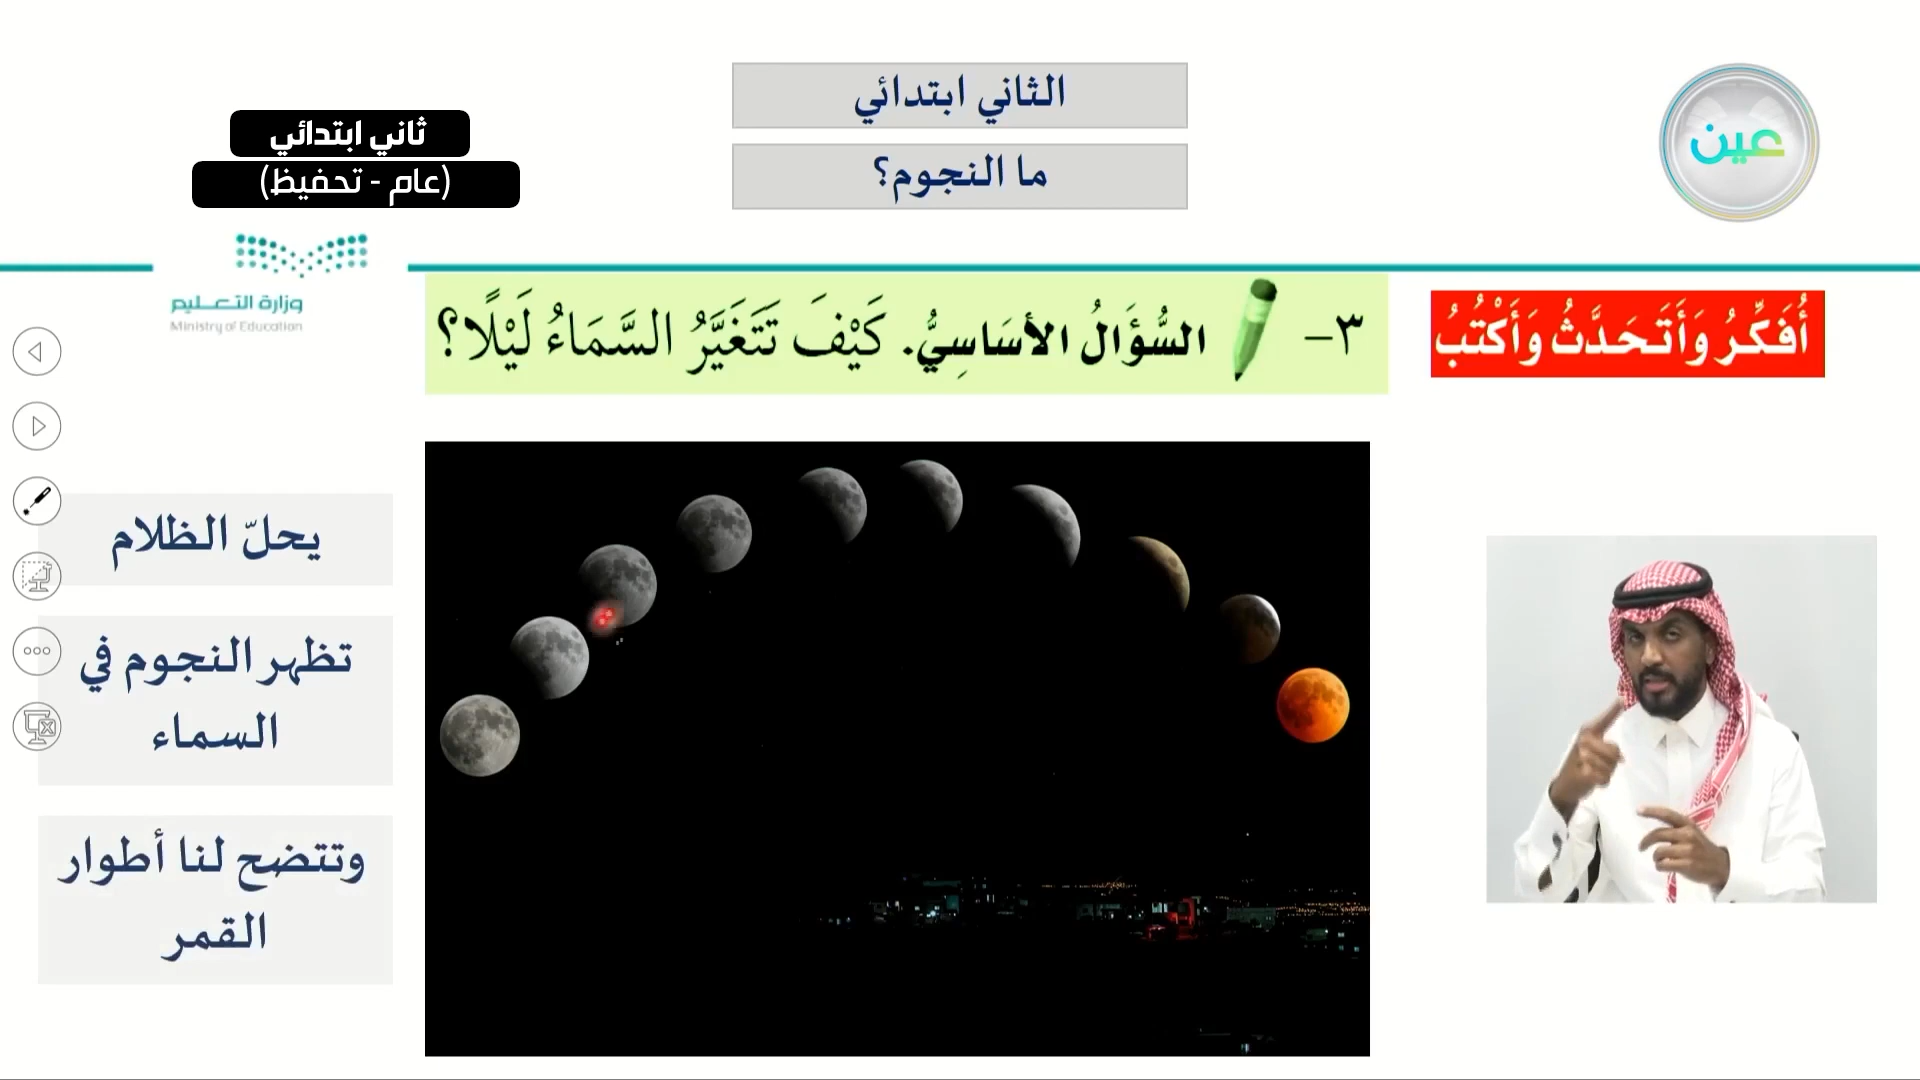 الثاني ابتدائي
ما النجوم؟
عين
ثاني ابتدائي
(عام - تحفيظ)
وزارة التعـــليم
Ministry of Education
أُفَكِّرُ وَأَتَحَدَّثُ وَأَكْتُبُ
٣- السُّؤَالُ الأَسَاسِيُّ. كَيْفَ تَتَغَيَّرُ السَّمَاءُ لَيْلًا؟
يحلّ الظلام
تظهر النجوم في
السماء
وتتضح لنا أطوار
القمر